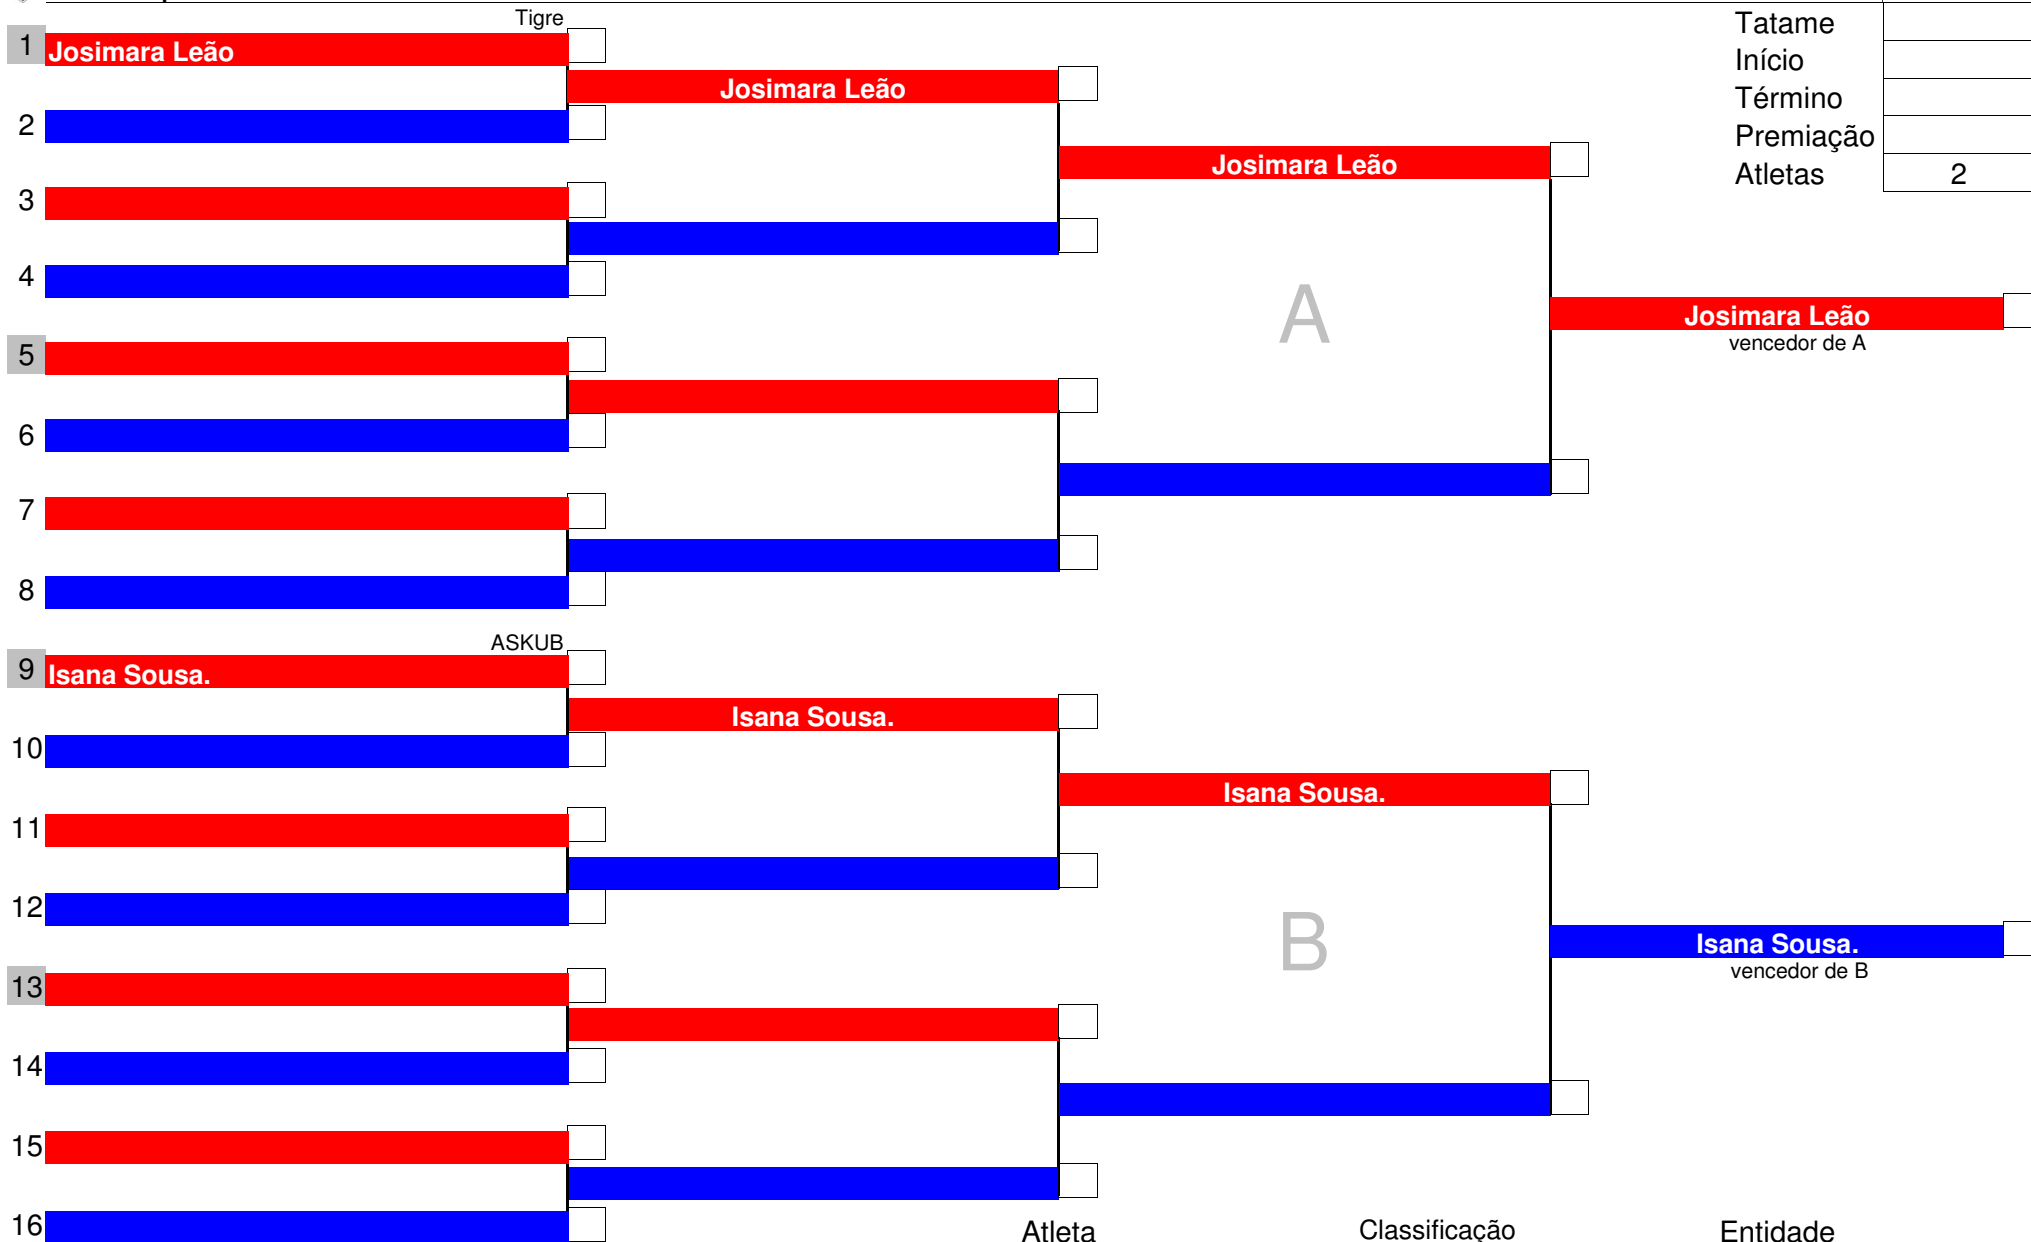 Tigre
1 Josimara Leão
Josimara Leão
2
Josimara Leão
3
4
A
Josimara Leão
vencedor de A
5
6
7
8
ASKUB
9 Isana Sousa.
Isana Sousa.
10
Isana Sousa.
11
12
B
Isana Sousa.
vencedor de B
13
14
15
16
Tatame
Início
Término
Premiação
Atletas 2
Atleta Classificação Entidade